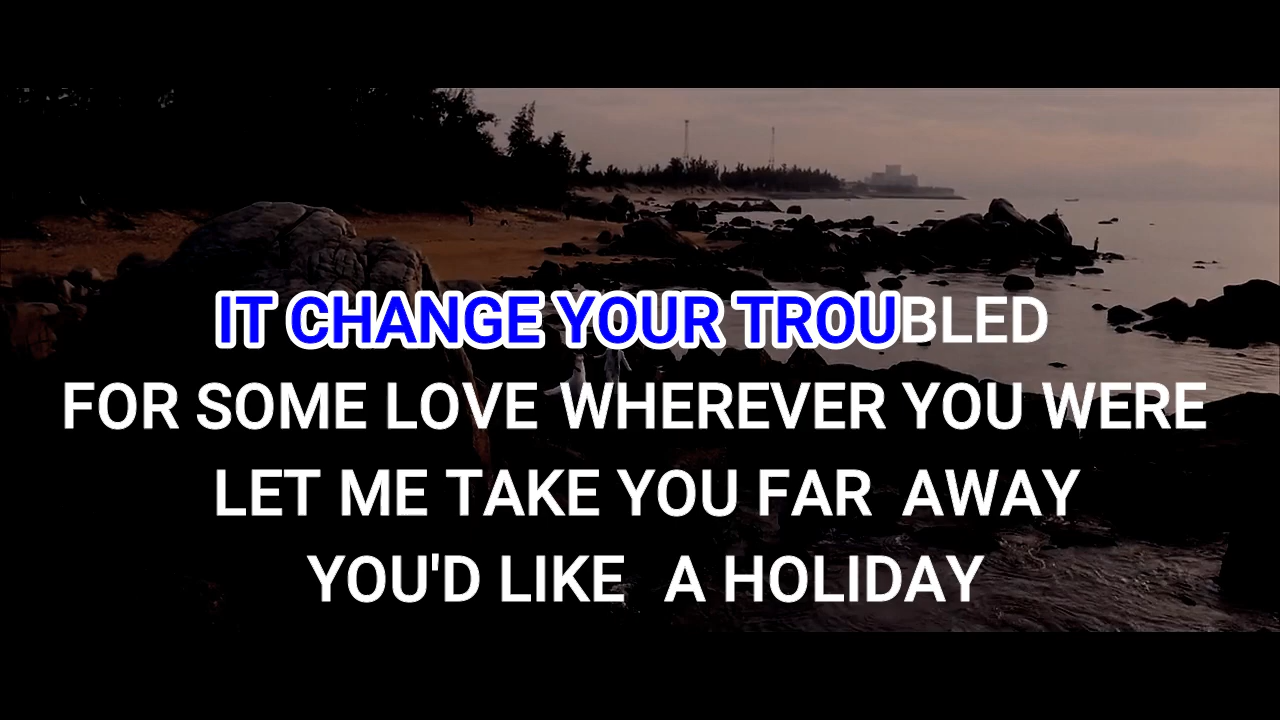 IT CHANGE YOUR TROUBLED
FOR SOME LOVE WHEREVER YOU WERE
LET ME TAKE YOU FAR AWAY
YOU'D LIKE A HOLIDAY